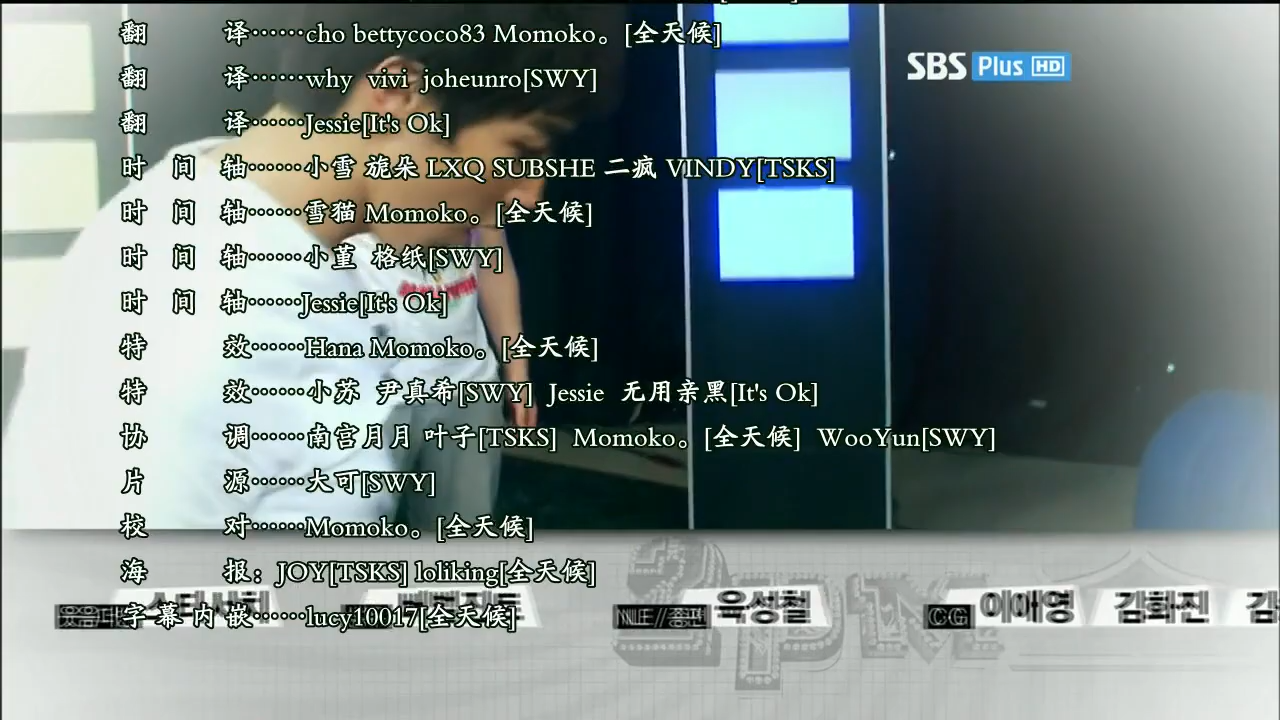 翻 译……cho bettycoco83 Momoko。[全天候]
SBS Plus HD
翻 译……why vivi joheunro[SWY]
翻 译……Jessie[It's Ok]
时 间 轴……小雪 旎朵 LXQ SUBSHE 二疯 VINDY[TSKS]
时 间 轴……雪猫 Momoko。[全天候]
时 间 轴……小堇 格纸[SWY]
时 间 轴……Jessie[It's Ok]
特 效……Hana Momoko。[全天候]
特 效……小苏 尹真希[SWY] Jessie 无用亲黑[It's Ok]
协 调……南宫月月 叶子[TSKS] Momoko。[全天候] WooYun[SWY]
片 源……大可[SWY]
校 对……Momoko。[全天候]
海 报：JOY[TSKS] loliking[全天候]
字 幕 内 嵌……lucy10017[全天候]
육성철 CG 이애영 김화진
2PM